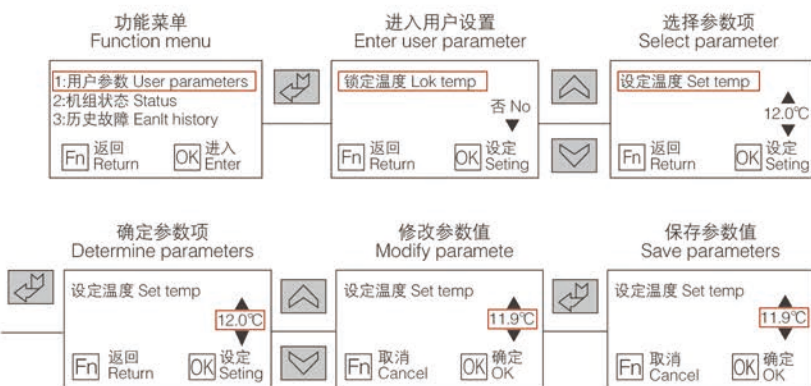 功能菜单
Function menu
1:用户参数 User parameters
2:机组状态 Status
3:历史故障 Eanlt history
Fn 返回 Return
OK 进入 Enter
进入用户设置
Enter user parameter
锁定温度 Lok temp
否 No
Fn 返回 Return
OK 设定 Seting
选择参数项
Select parameter
设定温度 Set temp
12.0℃
Fn 返回 Return
OK 设定 Seting
确定参数项
Determine parameters
设定温度 Set temp
12.0℃
Fn 返回 Return
OK 设定 Seting
修改参数值
Modify paramete
设定温度 Set temp
11.9℃
Fn 取消 Cancel
OK 确定 OK
保存参数值
Save parameters
设定温度 Set temp
11.9℃
Fn 取消 Cancel
OK 确定 OK